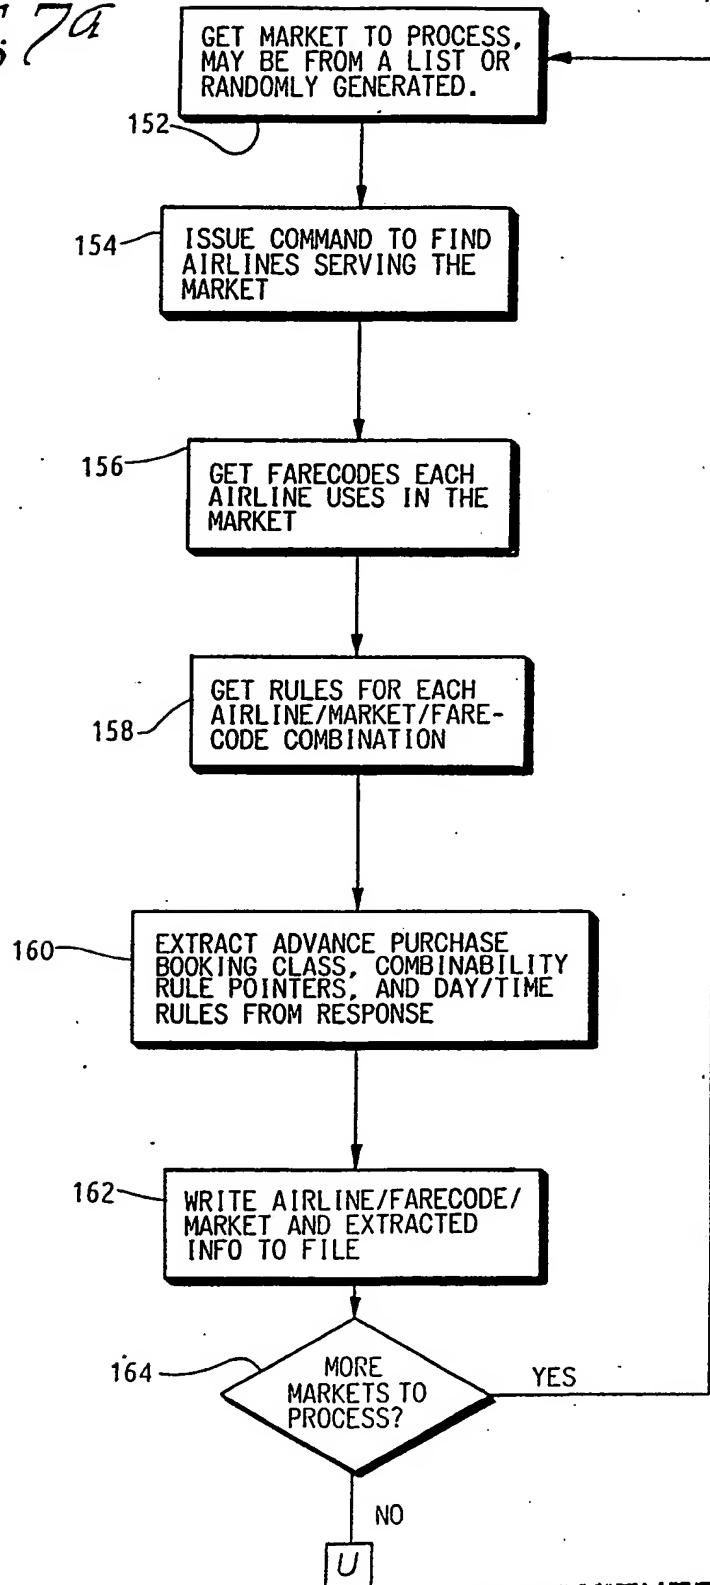 7a
GET MARKET TO PROCESS,
MAY BE FROM A LIST OR
RANDOMLY GENERATED.
152
154
ISSUE COMMAND TO FIND
AIRLINES SERVING THE
MARKET
156
GET FARECODES EACH
AIRLINE USES IN THE
MARKET
158
GET RULES FOR EACH
AIRLINE/MARKET/FARE-
CODE COMBINATION
160
EXTRACT ADVANCE PURCHASE
BOOKING CLASS, COMBINABILITY
RULE POINTERS, AND DAY/TIME
RULES FROM RESPONSE
162
WRITE AIRLINE/FARECODE/
MARKET AND EXTRACTED
INFO TO FILE
164
MORE
MARKETS TO
PROCESS?
YES
NO
U